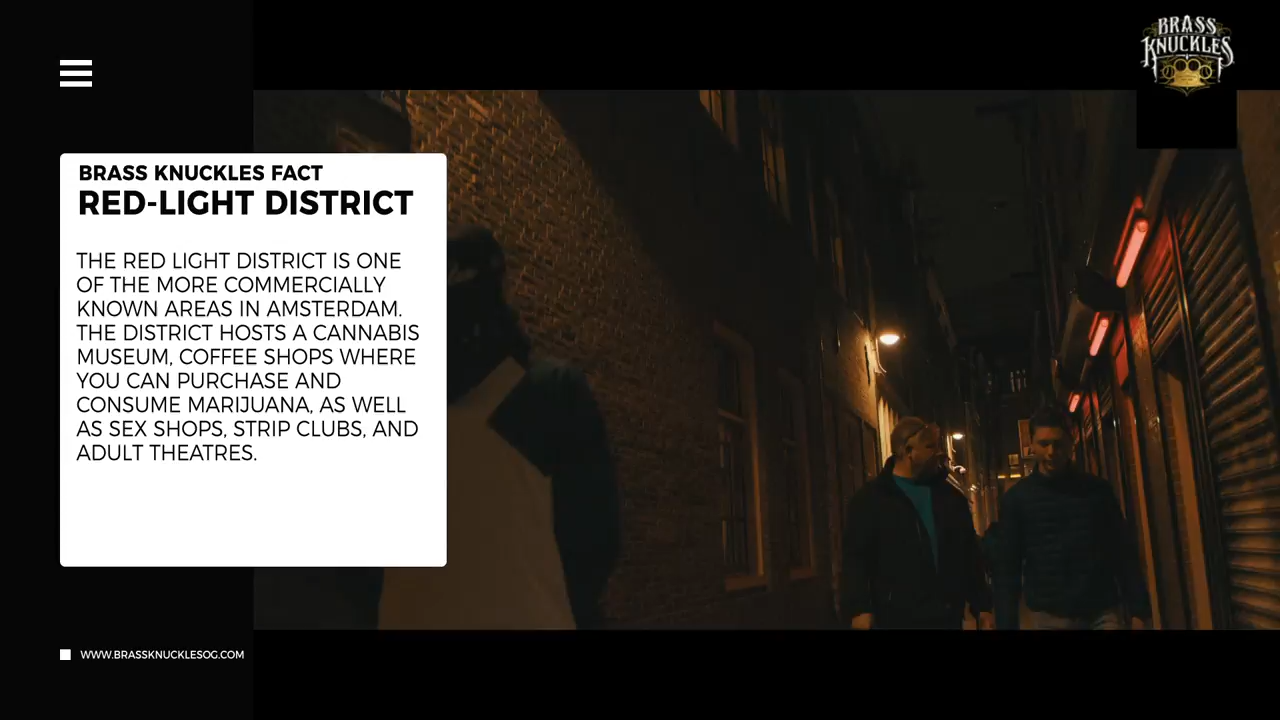 BRASS
KNUCKLES
BRASS KNUCKLES FACT
RED-LIGHT DISTRICT
THE RED LIGHT DISTRICT IS ONE
OF THE MORE COMMERCIALLY
KNOWN AREAS IN AMSTERDAM.
THE DISTRICT HOSTS A CANNABIS
MUSEUM, COFFEE SHOPS WHERE
YOU CAN PURCHASE AND
CONSUME MARIJUANA, AS WELL
AS SEX SHOPS, STRIP CLUBS, AND
ADULT THEATRES.
WWW.BRASSKNUCKLESOG.COM